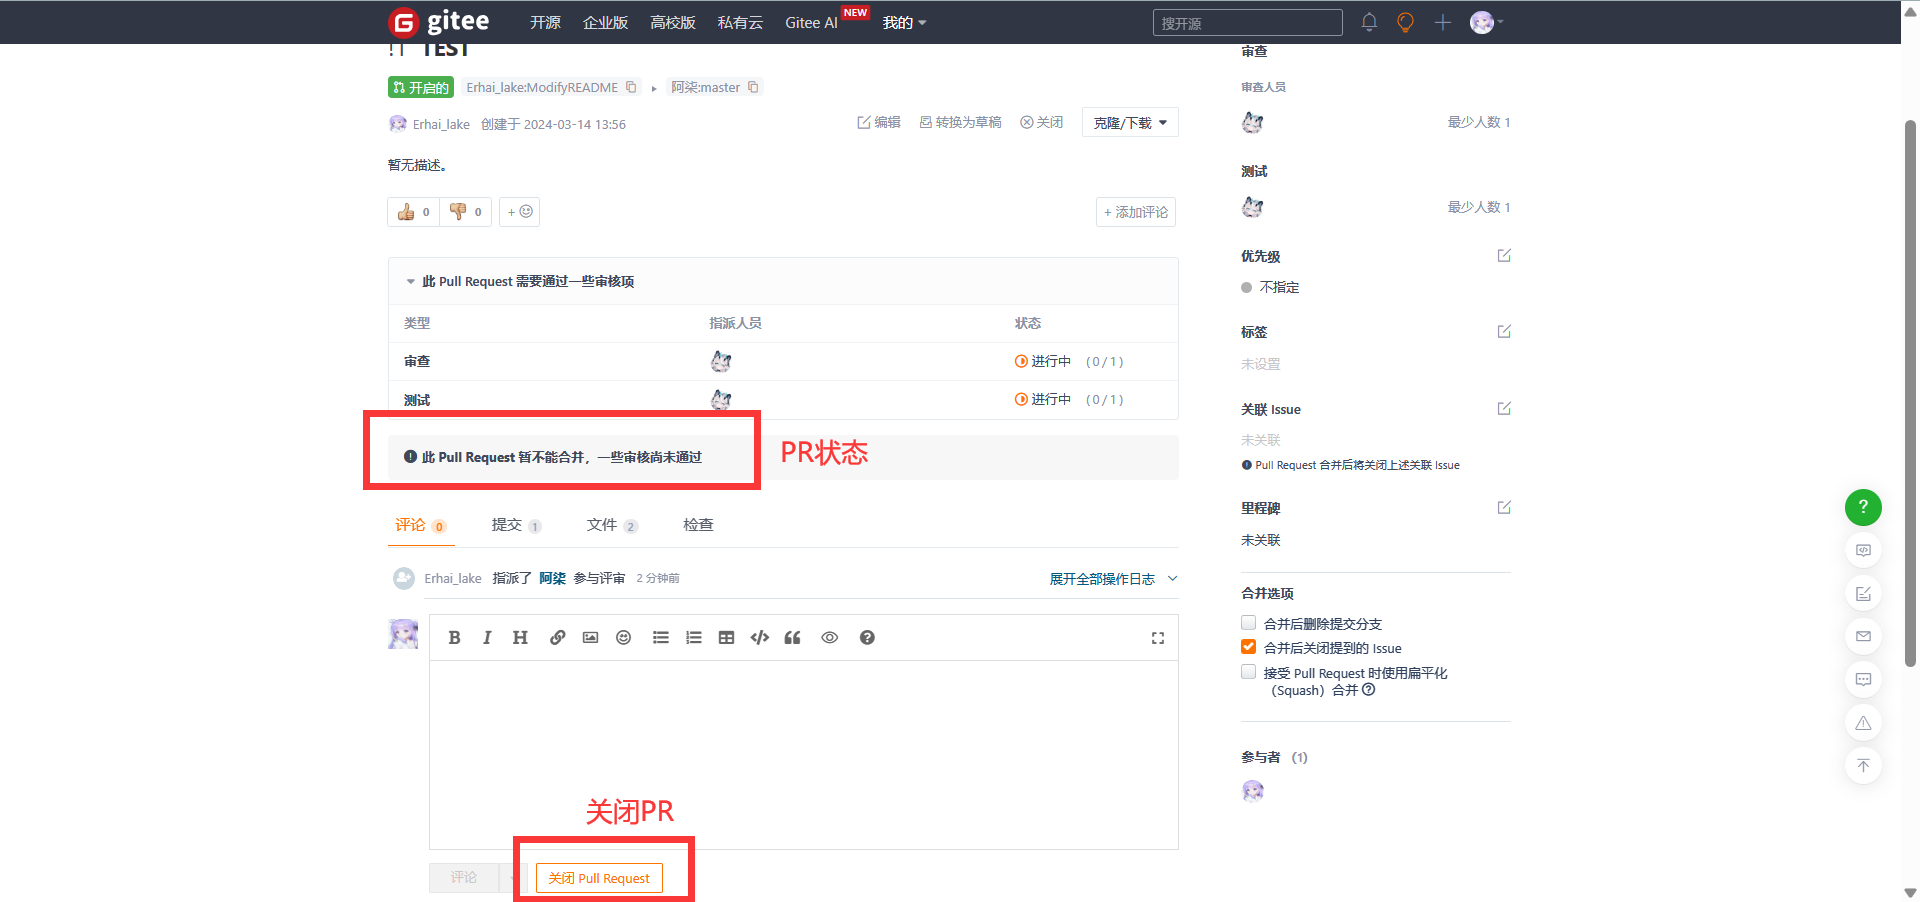 gitee 开源 企业版 高校版 私有云 Gitee AI NEW 我的 搜开源
TEST
开启的 Erhai_lake:ModifyREADME 阿柒:master
Erhai_lake 创建于 2024-03-14 13:56 编辑 转换为草稿 关闭 克隆/下载
暂无描述。
0 0 + + 添加评论
此 Pull Request 需要通过一些审核项
类型 指派人员 状态
审查 进行中 ( 0 / 1 )
测试 进行中 ( 0 / 1 )
此 Pull Request 暂不能合并，一些审核尚未通过
PR状态
评论 0 提交 1 文件 2 检查
Erhai_lake 指派了 阿柒 参与评审 2 分钟前 展开全部操作日志
B I H
关闭PR
评论 关闭 Pull Request
审查
审查人员
最少人数 1
测试
最少人数 1
优先级
不指定
标签
未设置
关联 Issue
未关联
Pull Request 合并后将关闭上述关联 Issue
里程碑
未关联
合并选项
合并后删除提交分支
合并后关闭提到的 Issue
接受 Pull Request 时使用扁平化
（Squash）合并
参与者 (1)